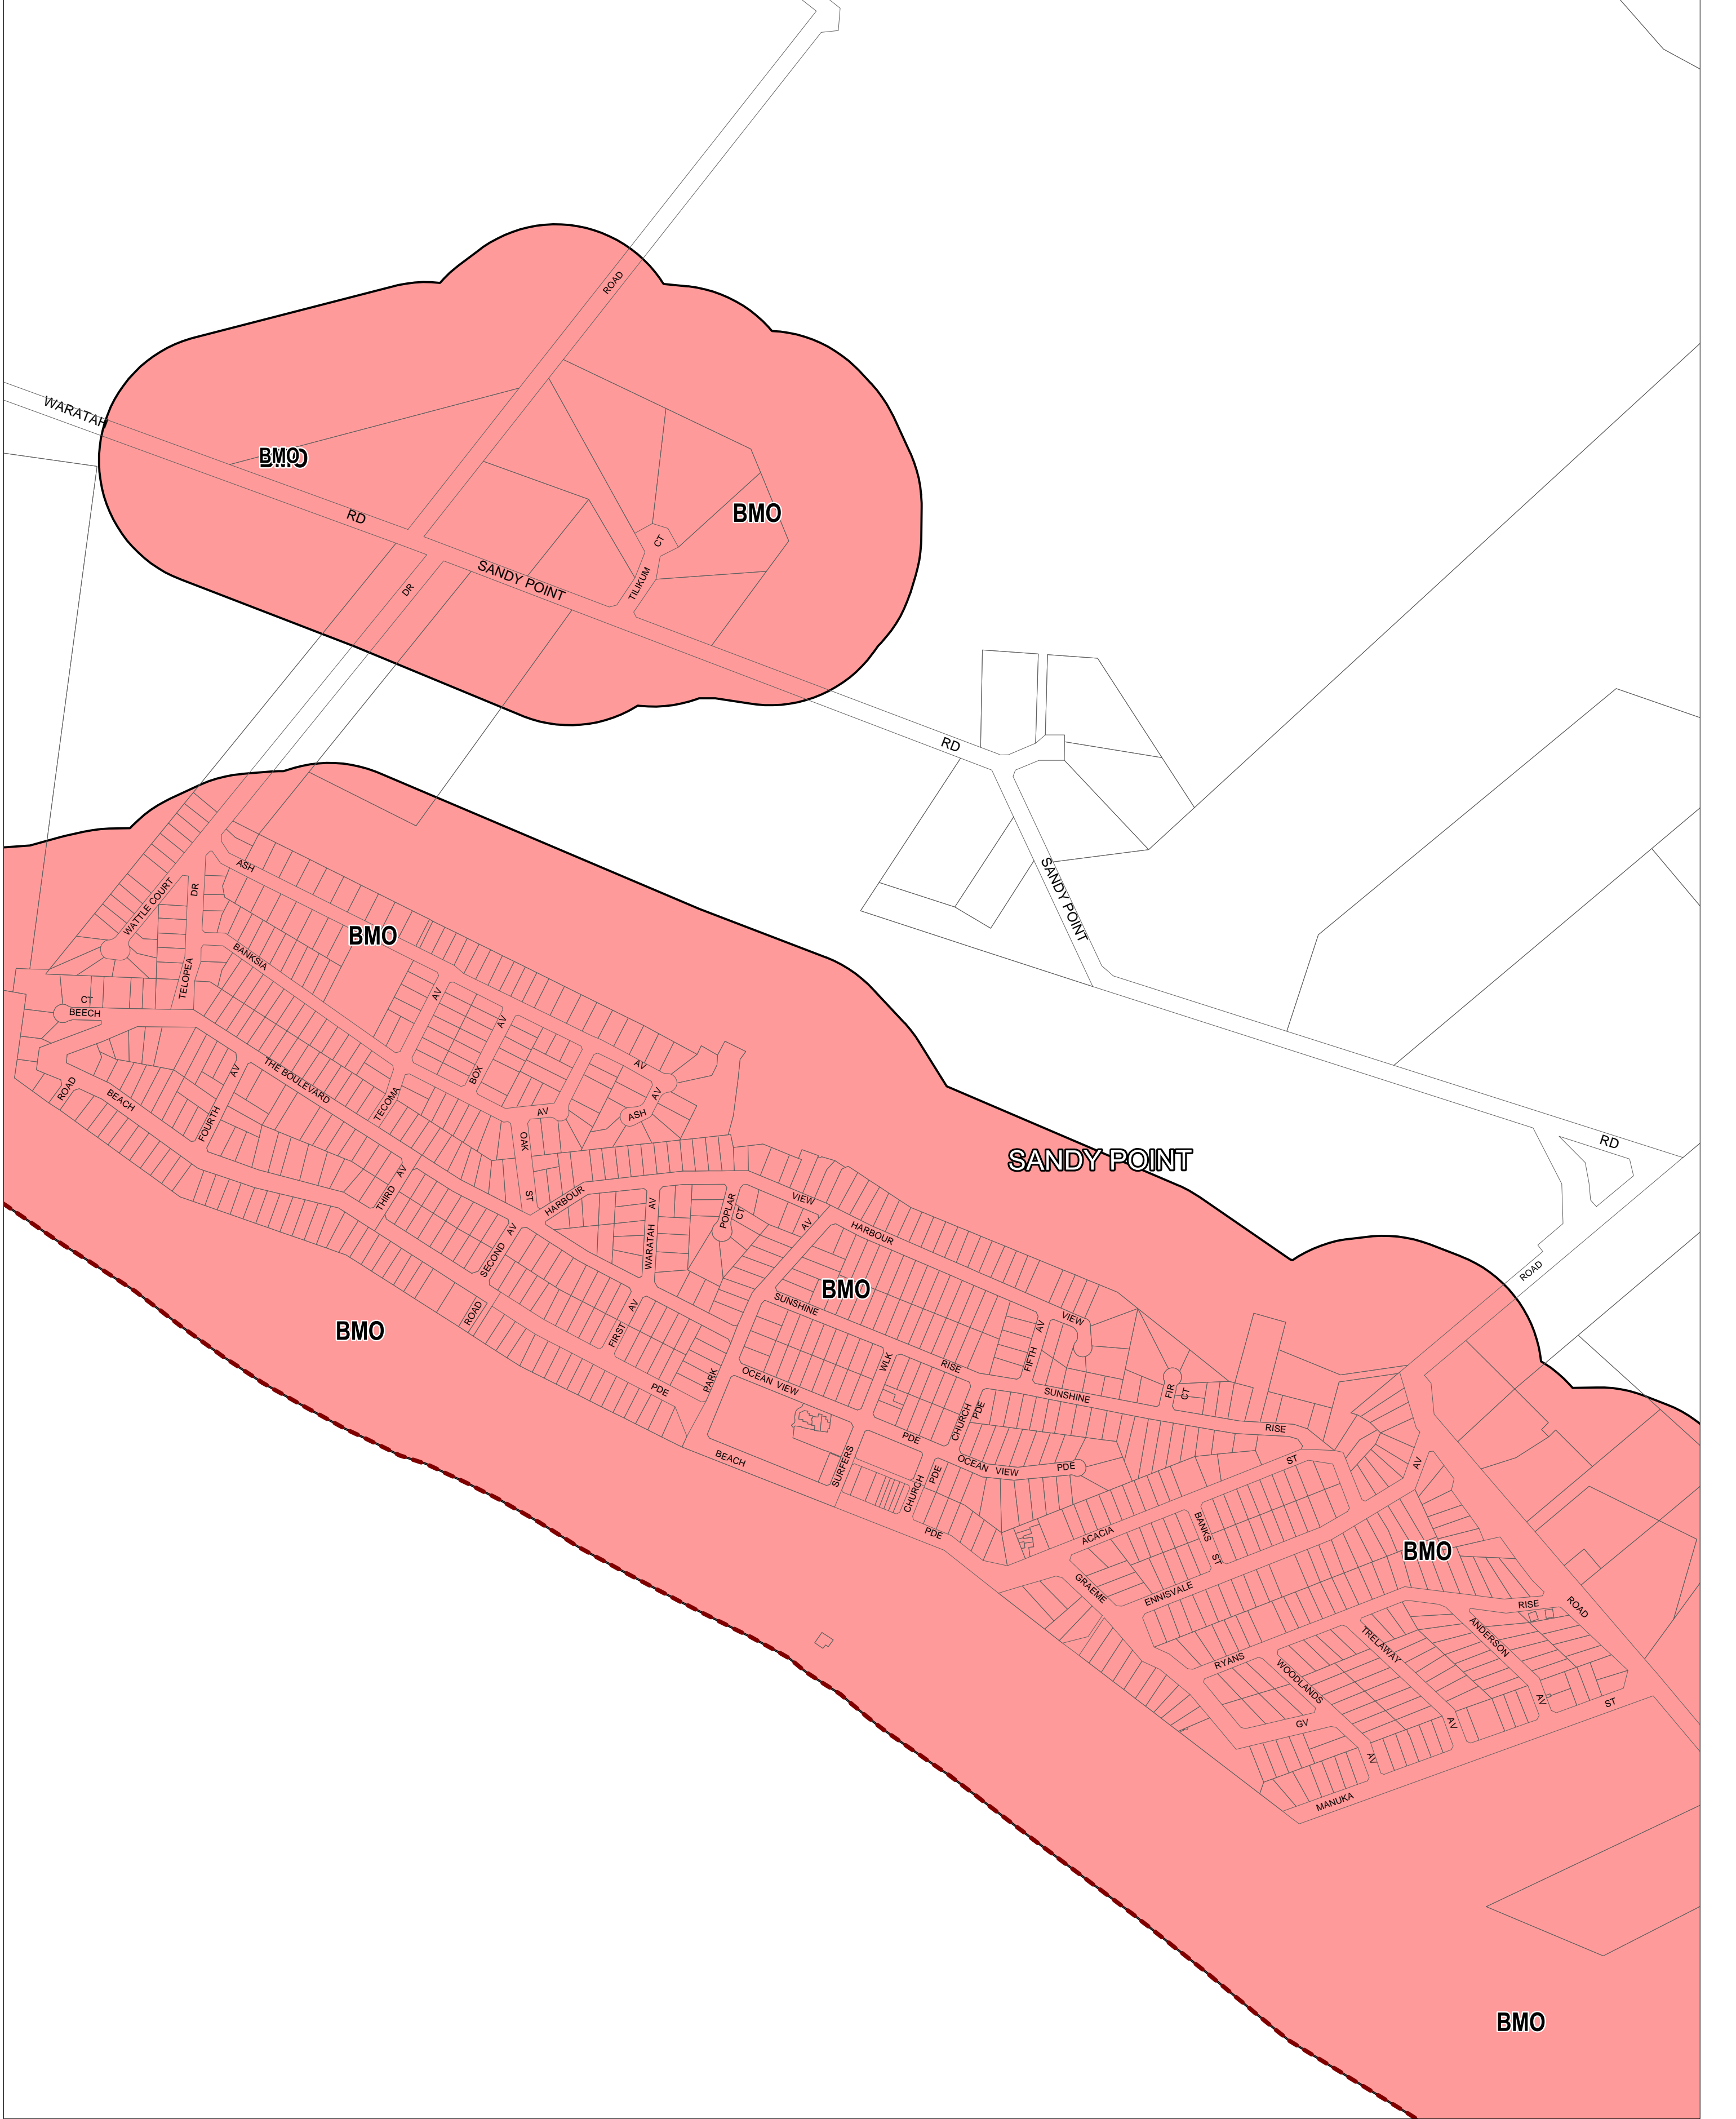 ROAD
WARATAH
BMO
BMO
BMO
RD
CT
SANDY POINT
TILIKUM
DR
RD
SANDY POINT
ASH
DR
WATTLE COURT
BMO
BANKSIA
TELOPEA
AV
CT
BEECH
AV
BOX
AV
THE BOULEVARD
AV
ROAD
BEACH
TECOMA
AV
ASH
AV
FOURTH
OAK
RD
SANDY POINT
AV
THIRD
ST
HARBOUR
AV
POPLAR
CT
VIEW
AV
HARBOUR
WARATAH
AV
SECOND
ROAD
BMO
SUNSHINE
AV
ROAD
FIRST
BMO
VIEW
AV
FIFTH
WLK
RISE
OCEAN VIEW
PARK
PDE
SUNSHINE
FIR
CT
CHURCH
PDE
RISE
PDE
BEACH
SURFERS
OCEAN VIEW
PDE
PDE
CHURCH
ST
AV
PDE
ACACIA
BANKS
ST
BMO
GRAEME
ENNISVALE
RISE
ROAD
ANDERSON
TRELAWAY
RYANS
WOODLANDS
AV
ST
GV
AV
AV
MANUKA
BMO